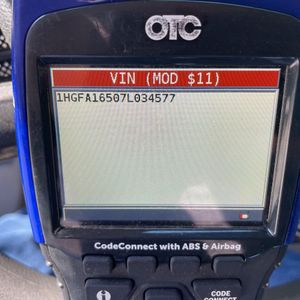 OTC
VIN (MOD $11)
1HGFA16507L034577
CodeConnect with ABS & Airbag
i
CODE
CONNECT